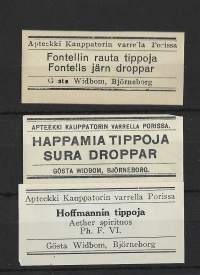 Apteekki Kauppatorin varrella Porissa
Fontellin rauta tippoja
Fontells järn droppar
Gösta Widbom, Björneborg
APTEEKKI KAUPPATORIN VARRELLA PORISSA.
HAPPAMIA TIPPOJA
SURA DROPPAR
GÖSTA WIDBOM, BJÖRNEBORG.
Apteekki Kauppatorin varrella Porissa
Hoffmannin tippoja
Aether spirituos
Ph. F. VI.
Gösta Widbom, Björneborg